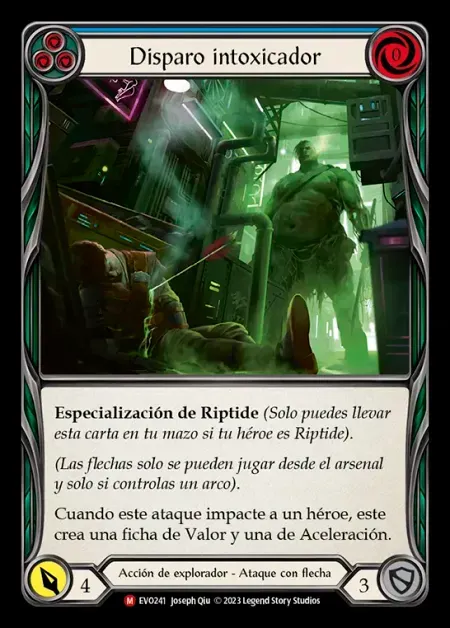 Disparo intoxicador
0
Especialización de Riptide (Solo puedes llevar
esta carta en tu mazo si tu héroe es Riptide).
(Las flechas solo se pueden jugar desde el arsenal
y solo si controlas un arco).
Cuando este ataque impacte a un héroe, este
crea una ficha de Valor y una de Aceleración.
4
Acción de explorador - Ataque con flecha
3
M EVO241 Joseph Qiu © 2023 Legend Story Studios